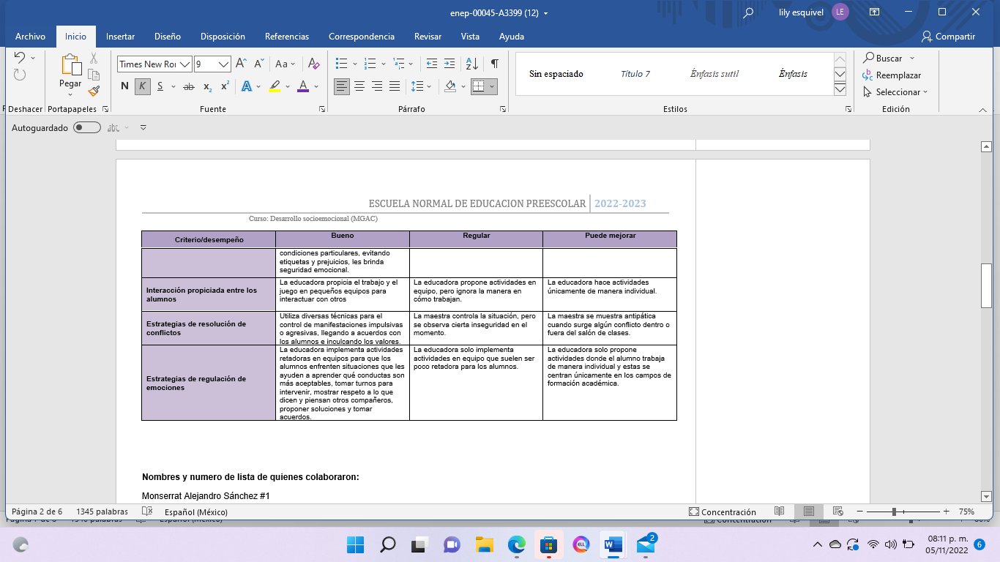 enep-00045-A3399 (12)
lily esquivel
LE
Archivo Inicio Insertar Diseño Disposición Referencias Correspondencia Revisar Vista Ayuda
Compartir
Pegar
Times New Ro
9
Aa
N K S ab x₂ x² A A
Sin espaciado
Título 7
Énfasis sutil
Énfasis
Buscar
Reemplazar
Seleccionar
Deshacer Portapapeles Fuente Párrafo Estilos Edición
Autoguardado
abc
ESCUELA NORMAL DE EDUCACION PREESCOLAR 2022-2023
Curso: Desarrollo socioemocional (MGAC)
Criterio/desempeño Bueno Regular Puede mejorar
condiciones particulares, evitando
etiquetas y prejuicios, les brinda
seguridad emocional.
Interacción propiciada entre los
alumnos
La educadora propicia el trabajo y el
juego en pequeños equipos para
interactuar con otros
La educadora propone actividades en
equipo, pero ignora la manera en
cómo trabajan.
La educadora hace actividades
únicamente de manera individual.
Estrategias de resolución de
conflictos
Utiliza diversas técnicas para el
control de manifestaciones impulsivas
o agresivas, llegando a acuerdos con
los alumnos e inculcando los valores.
La maestra controla la situación, pero
se observa cierta inseguridad en el
momento.
La maestra se muestra antipática
cuando surge algún conflicto dentro o
fuera del salón de clases.
Estrategias de regulación de
emociones
La educadora implementa actividades
retadoras en equipos para que los
alumnos enfrenten situaciones que les
ayuden a aprender qué conductas son
más aceptables, tomar turnos para
intervenir, mostrar respeto a lo que
dicen y piensan otros compañeros,
proponer soluciones y tomar
acuerdos.
La educadora solo implementa
actividades en equipo que suelen ser
poco retadora para los alumnos.
La educadora solo propone
actividades donde el alumno trabaja
de manera individual y estas se
centran únicamente en los campos de
formación académica.
Nombres y numero de lista de quienes colaboraron:
Monserrat Alejandro Sánchez #1
Página 2 de 6 1345 palabras Español (México) Concentración 75%
2
08:11 p. m.
05/11/2022
6